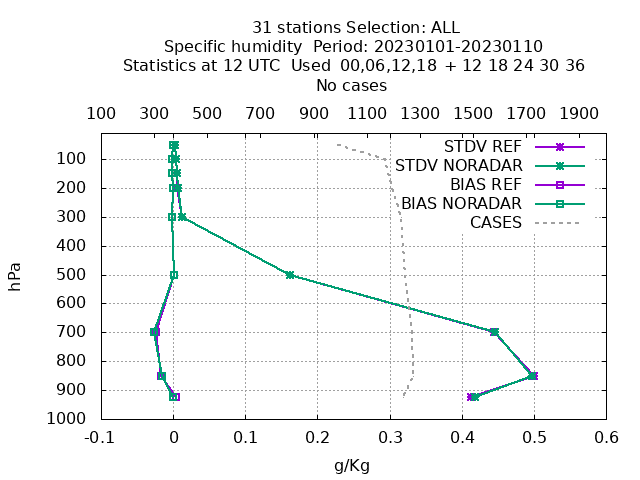 31 stations Selection: ALL
Specific humidity  Period: 20230101-20230110
Statistics at 12 UTC  Used  00,06,12,18  + 12 18 24 30 36
No cases
100 300 500 700 900 1100 1300 1500 1700 1900
STDV REF
STDV NORADAR
BIAS REF
BIAS NORADAR
CASES
hPa
100
200
300
400
500
600
700
800
900
1000
-0.1 0 0.1 0.2 0.3 0.4 0.5 0.6
g/Kg